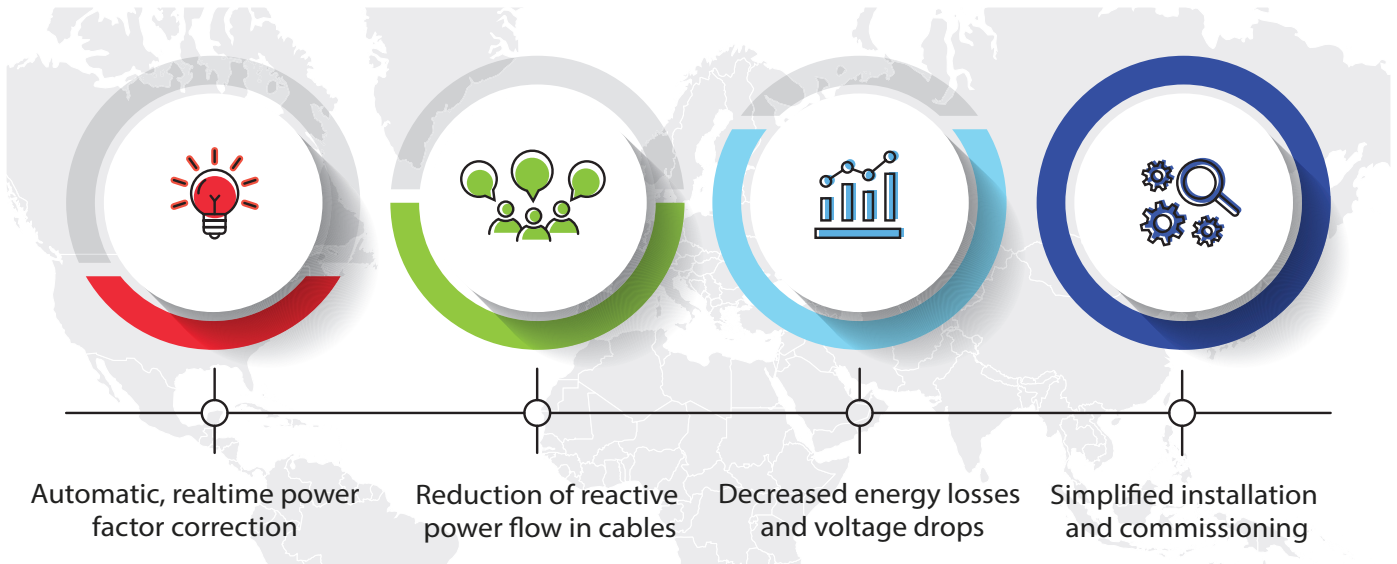 Automatic, realtime power
factor correction
Reduction of reactive
power flow in cables
Decreased energy losses
and voltage drops
Simplified installation
and commissioning